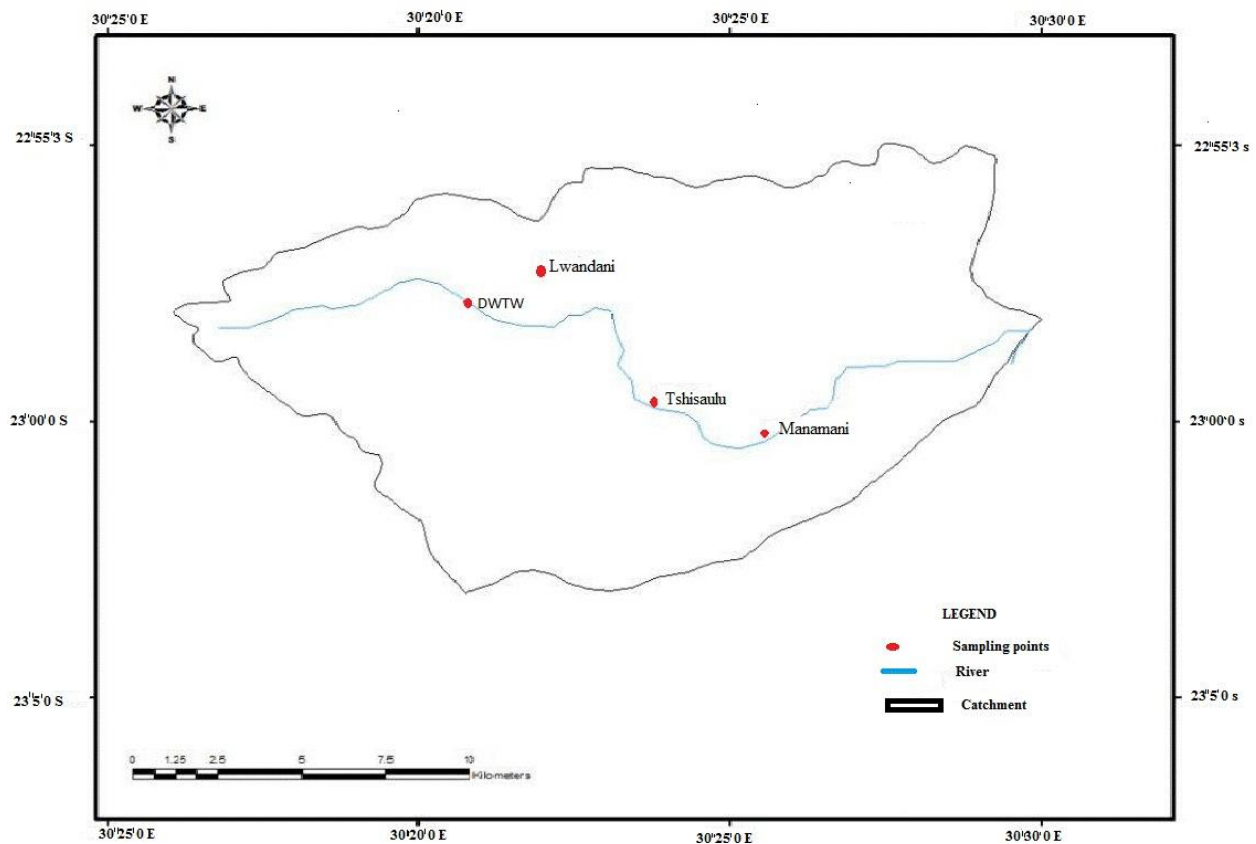 30°25'0 E 30°20'0 E 30°25'0 E 30°30'0 E
N
W E
S
22°55'3 S 22°55'3 S
Lwandani
DWTW
Tshisaulu
Manamani
23°00'0 S 23°00'0 s
LEGEND
Sampling points
River
Catchment
23°5'0 S 23°5'0 S
0 1.25 2.5 5 7.5 10
Kilometers
30°25'0 E 30°20'0 E 30°25'0 E 30°30'0 E